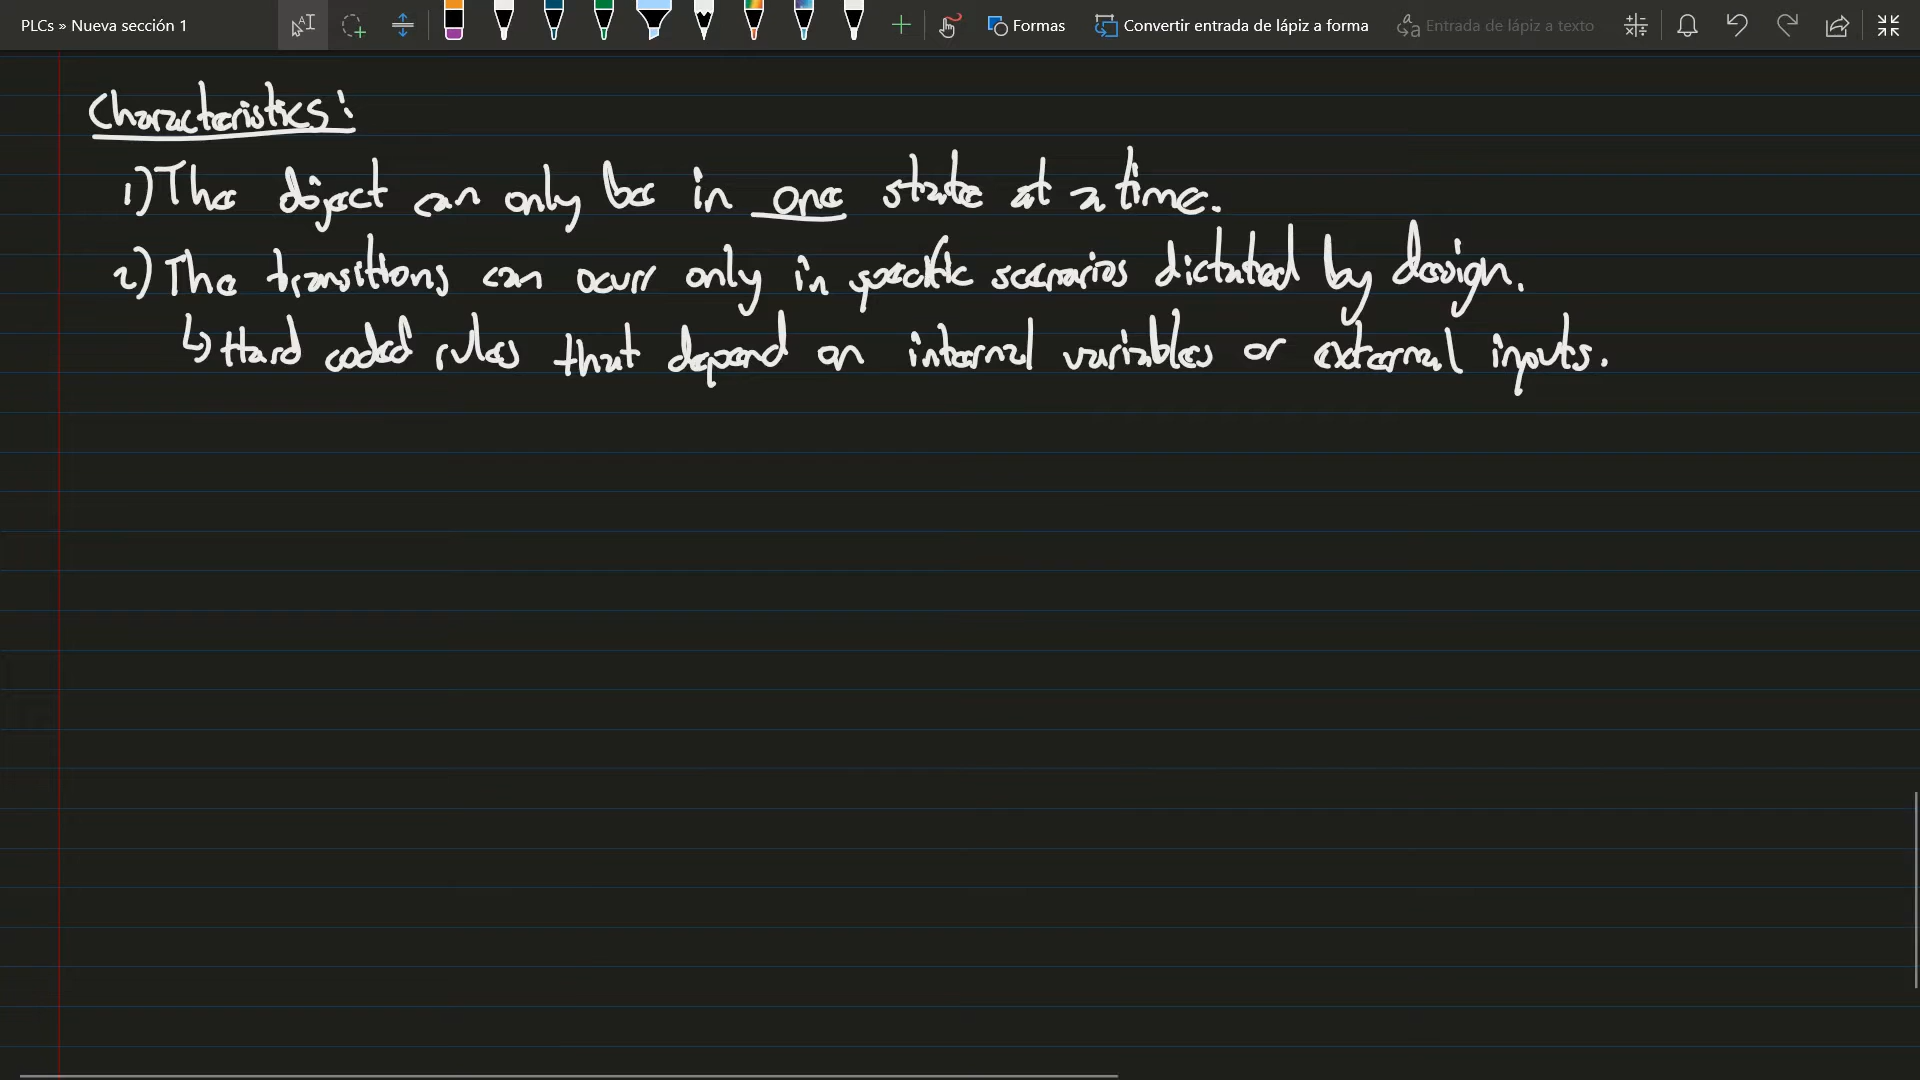 PLCs » Nueva sección 1 Formas Convertir entrada de lápiz a forma Entrada de lápiz a texto
Characteristics:
1) The object can only be in one state at a time.
2) The transitions can ocurr only in specific scenarios dictated by design.
↳ Hard coded rules that depend on internal variables or external inputs.